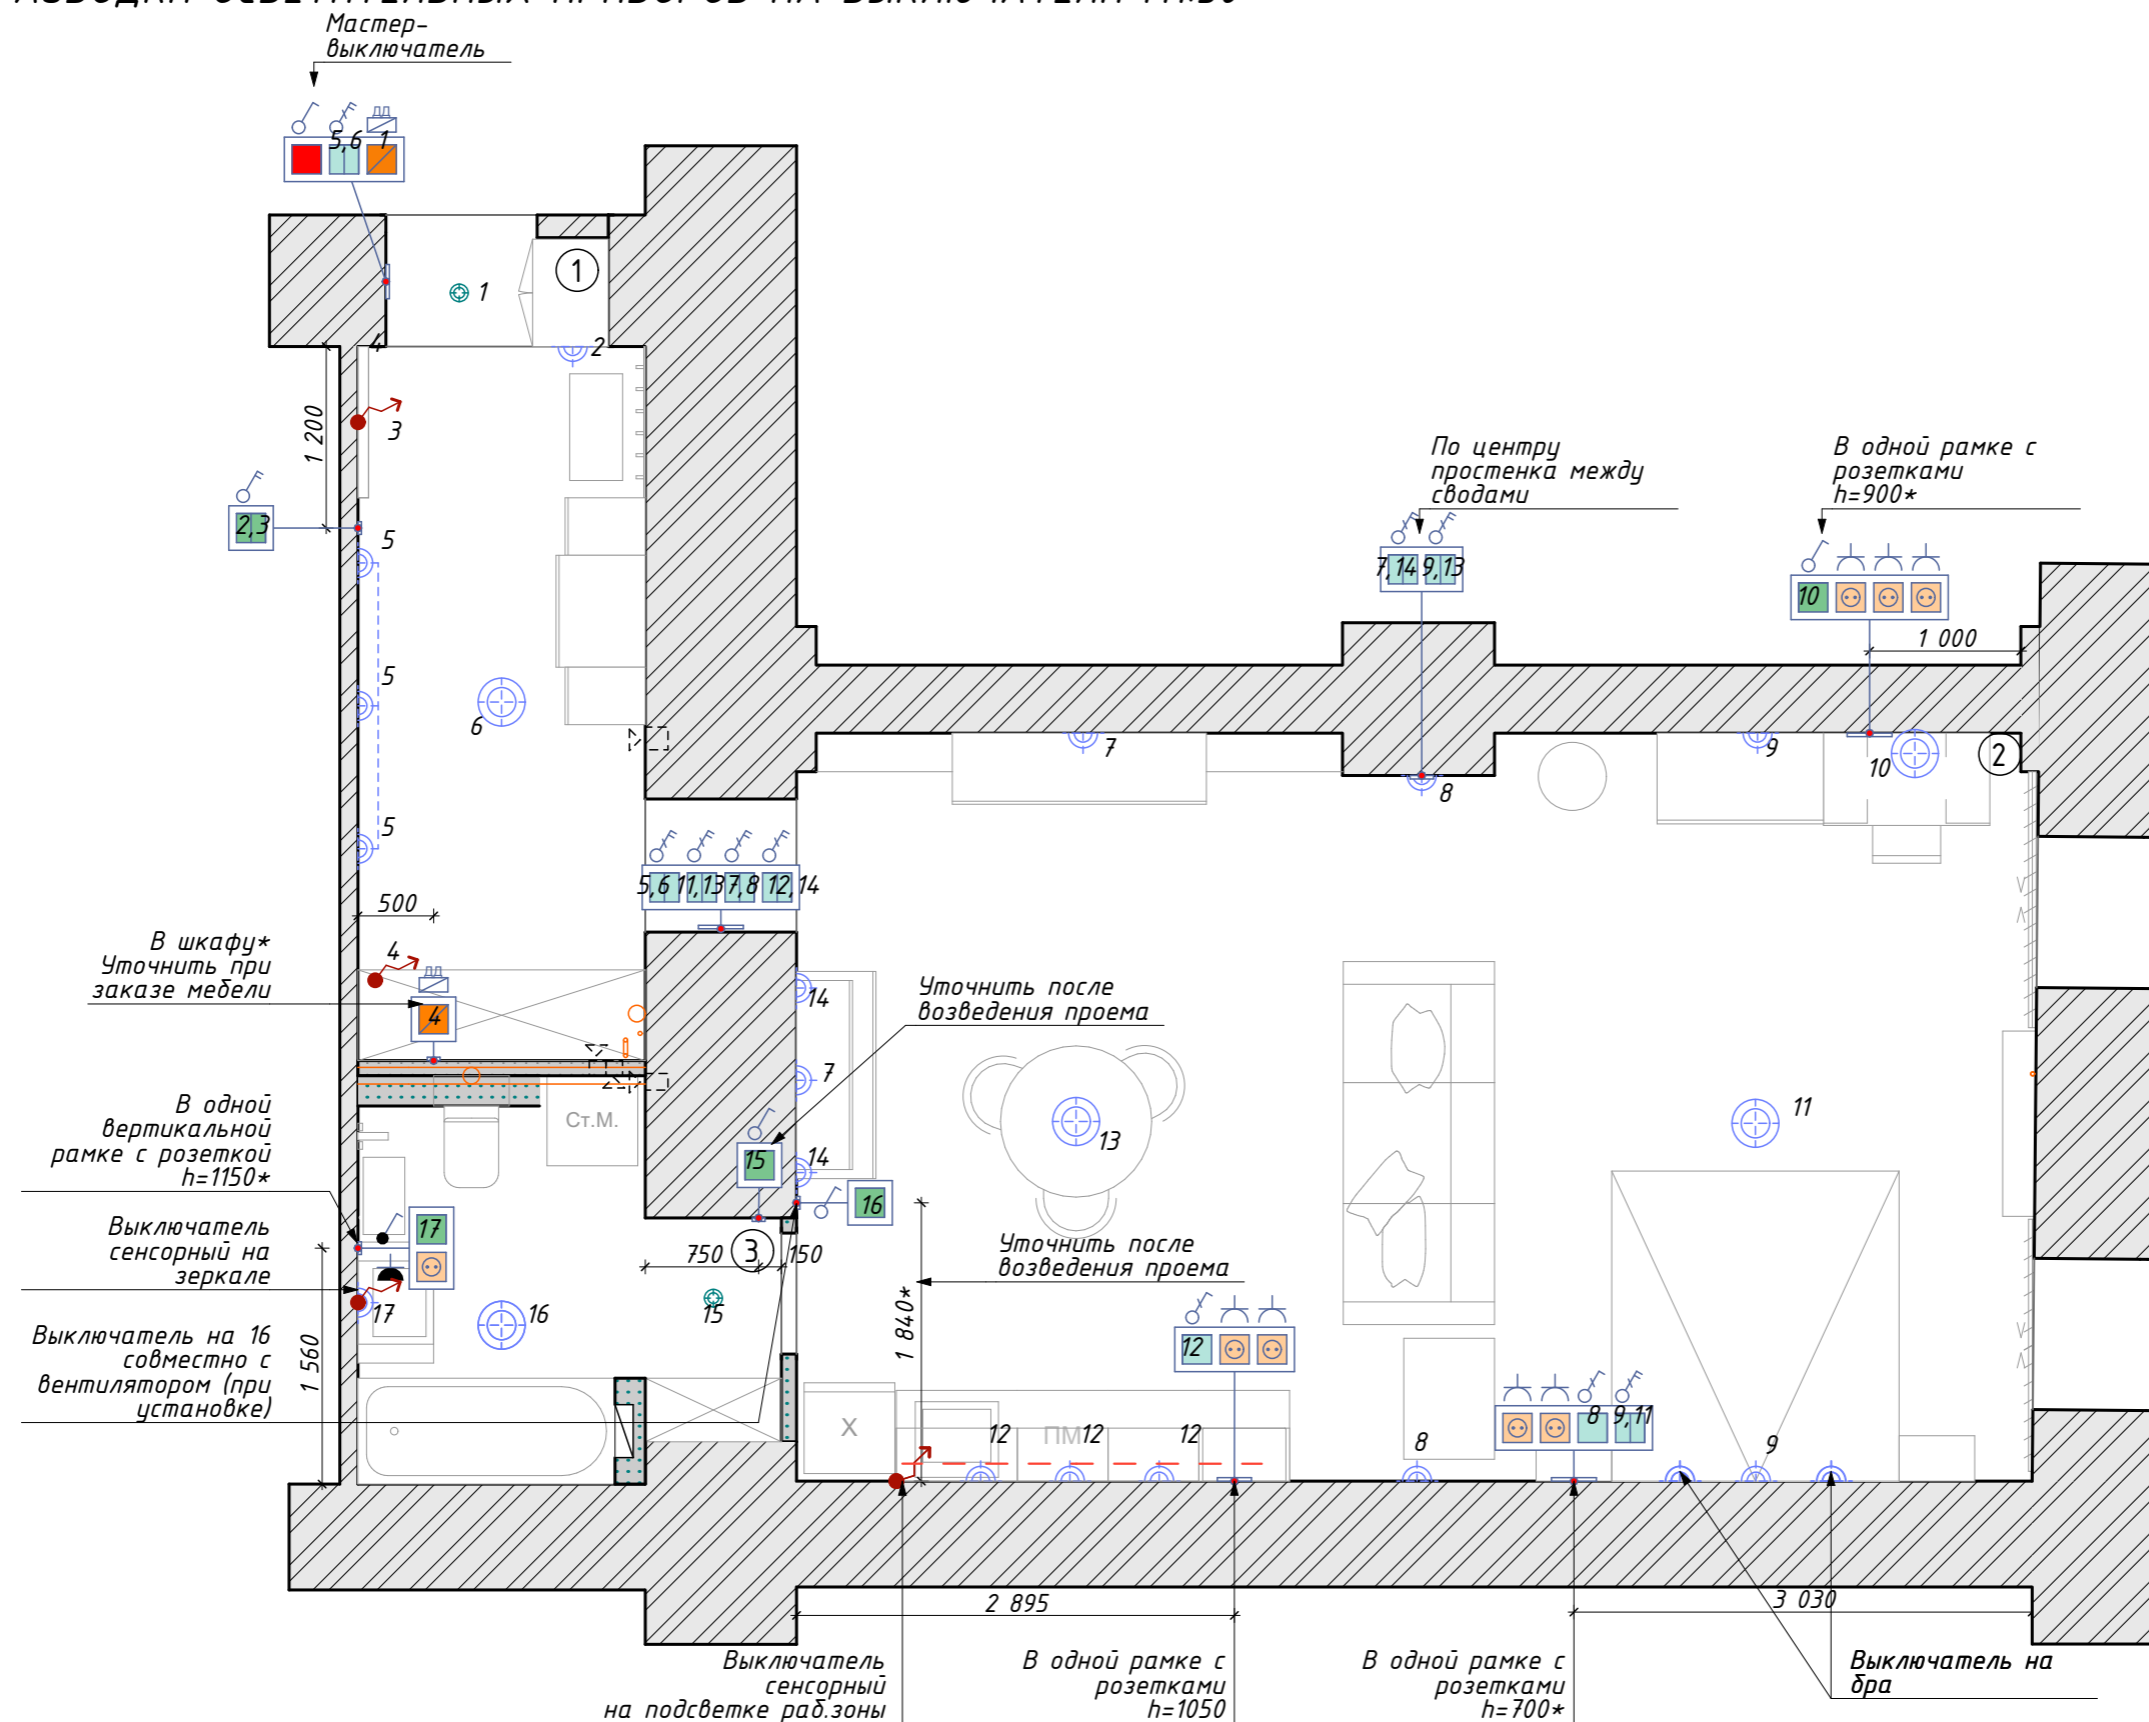 Мастер-
выключатель
5,6
1
1
1
2
4
3
1 200
2,3
5
5
5
6
По центру
простенка между
сводами
7,14
9,13
В одной рамке с
розетками
h=900*
10
1 000
7
8
9
10
2
5,6
11,13
7,8
12,14
500
В шкафу*
Уточнить при
заказе мебели
4
4
Уточнить после
возведения проема
14
7
14
13
11
В одной
вертикальной
рамке с розеткой
h=1150*
Ст.М.
15
16
17
Выключатель
сенсорный на
зеркале
750
3
150
Уточнить после
возведения проема
17
16
15
1 840*
12
Выключатель на 16
совместно с
вентилятором (при
установке)
1 560
Х
ПМ
12
12
12
8
8
9,11
9
2 895
3 030
Выключатель
сенсорный
на подсветке раб.зоны
В одной рамке с
розетками
h=1050
В одной рамке с
розетками
h=700*
Выключатель на
бра